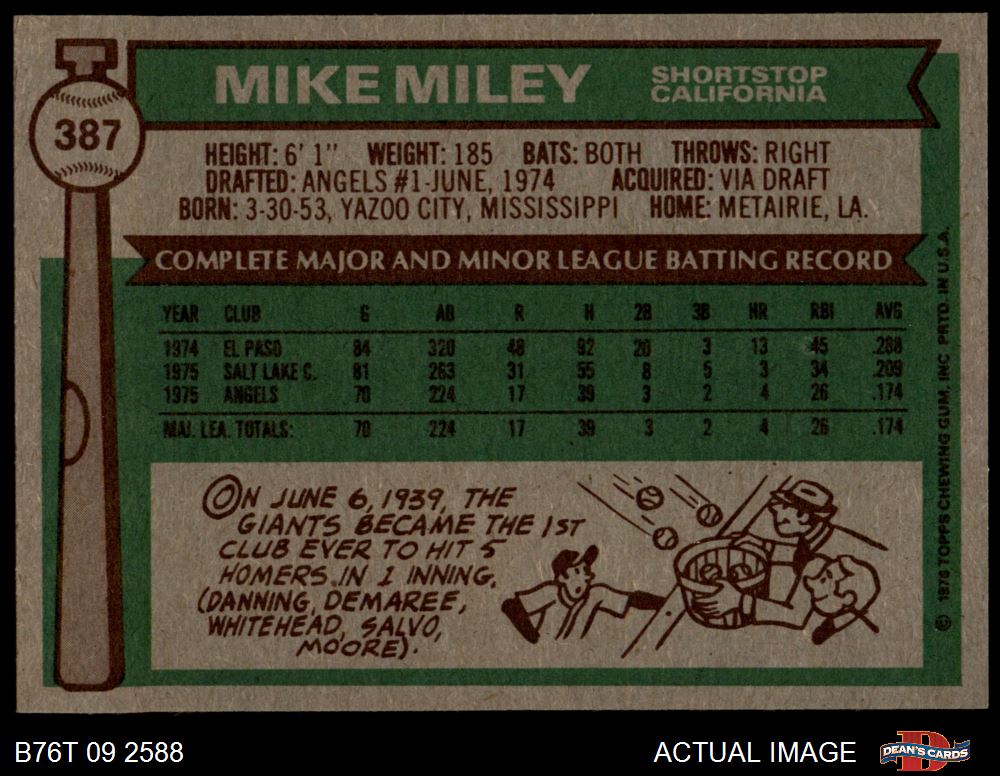 387
MIKE MILEY
SHORTSTOP
CALIFORNIA
HEIGHT: 6' 1" WEIGHT: 185 BATS: BOTH THROWS: RIGHT
DRAFTED: ANGELS #1-JUNE, 1974 ACQUIRED: VIA DRAFT
BORN: 3-30-53, YAZOO CITY, MISSISSIPPI HOME: METAIRIE, LA.
COMPLETE MAJOR AND MINOR LEAGUE BATTING RECORD
YEAR CLUB G AB R H 2B 3B HR RBI AVG
1974 EL PASO 84 320 48 92 20 3 13 45 .288
1975 SALT LAKE C. 81 263 31 55 8 5 3 34 .209
1975 ANGELS 70 224 17 39 3 2 4 26 .174
MAJ. LEA. TOTALS: 70 224 17 39 3 2 4 26 .174
ON JUNE 6, 1939, THE
GIANTS BECAME THE 1ST
CLUB EVER TO HIT 5
HOMERS IN 1 INNING.
(DANNING, DEMAREE,
WHITEHEAD, SALVO,
MOORE).
© 1976 TOPPS CHEWING GUM, INC. PRTD. IN U.S.A.
B76T 09 2588
ACTUAL IMAGE
D
DEAN'S CARDS